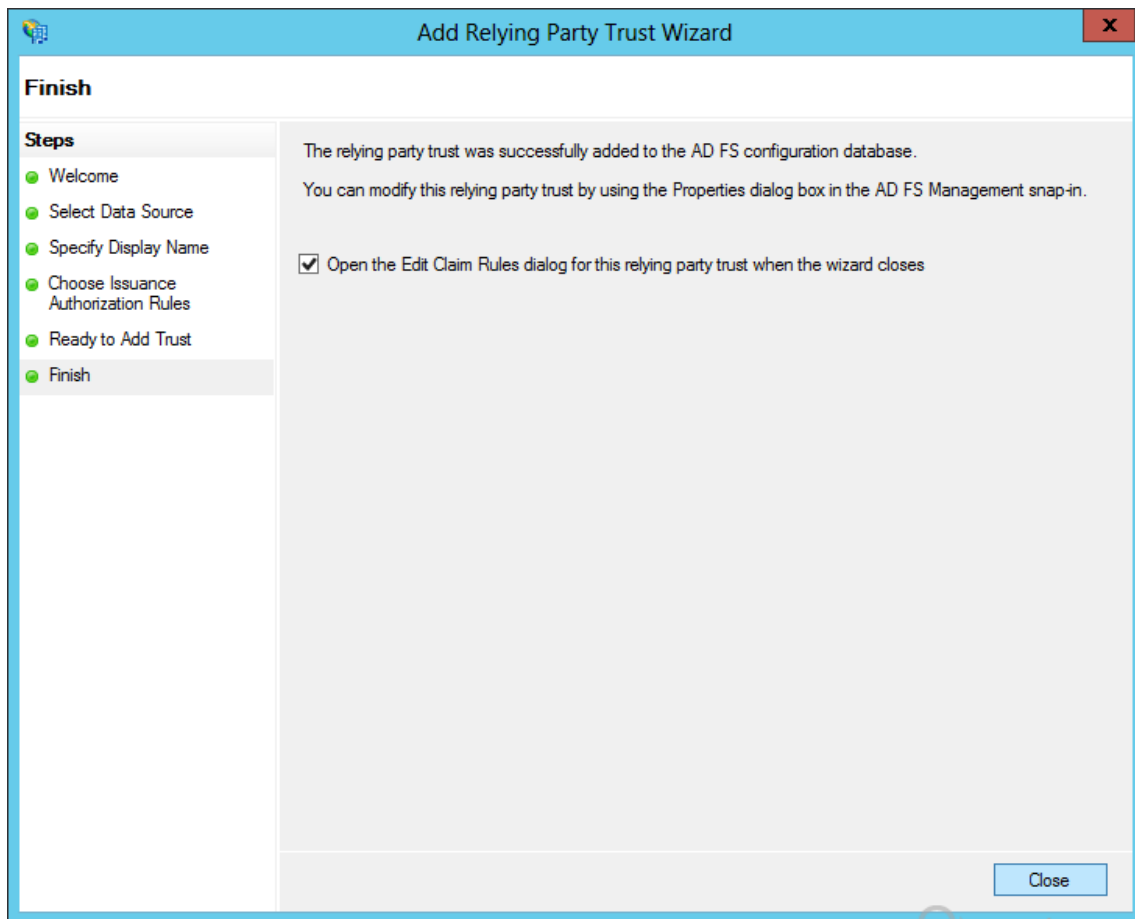 Add Relying Party Trust Wizard
x
Finish
Steps
Welcome
Select Data Source
Specify Display Name
Choose Issuance
Authorization Rules
Ready to Add Trust
Finish
The relying party trust was successfully added to the AD FS configuration database.
You can modify this relying party trust by using the Properties dialog box in the AD FS Management snap-in.
Open the Edit Claim Rules dialog for this relying party trust when the wizard closes
Close